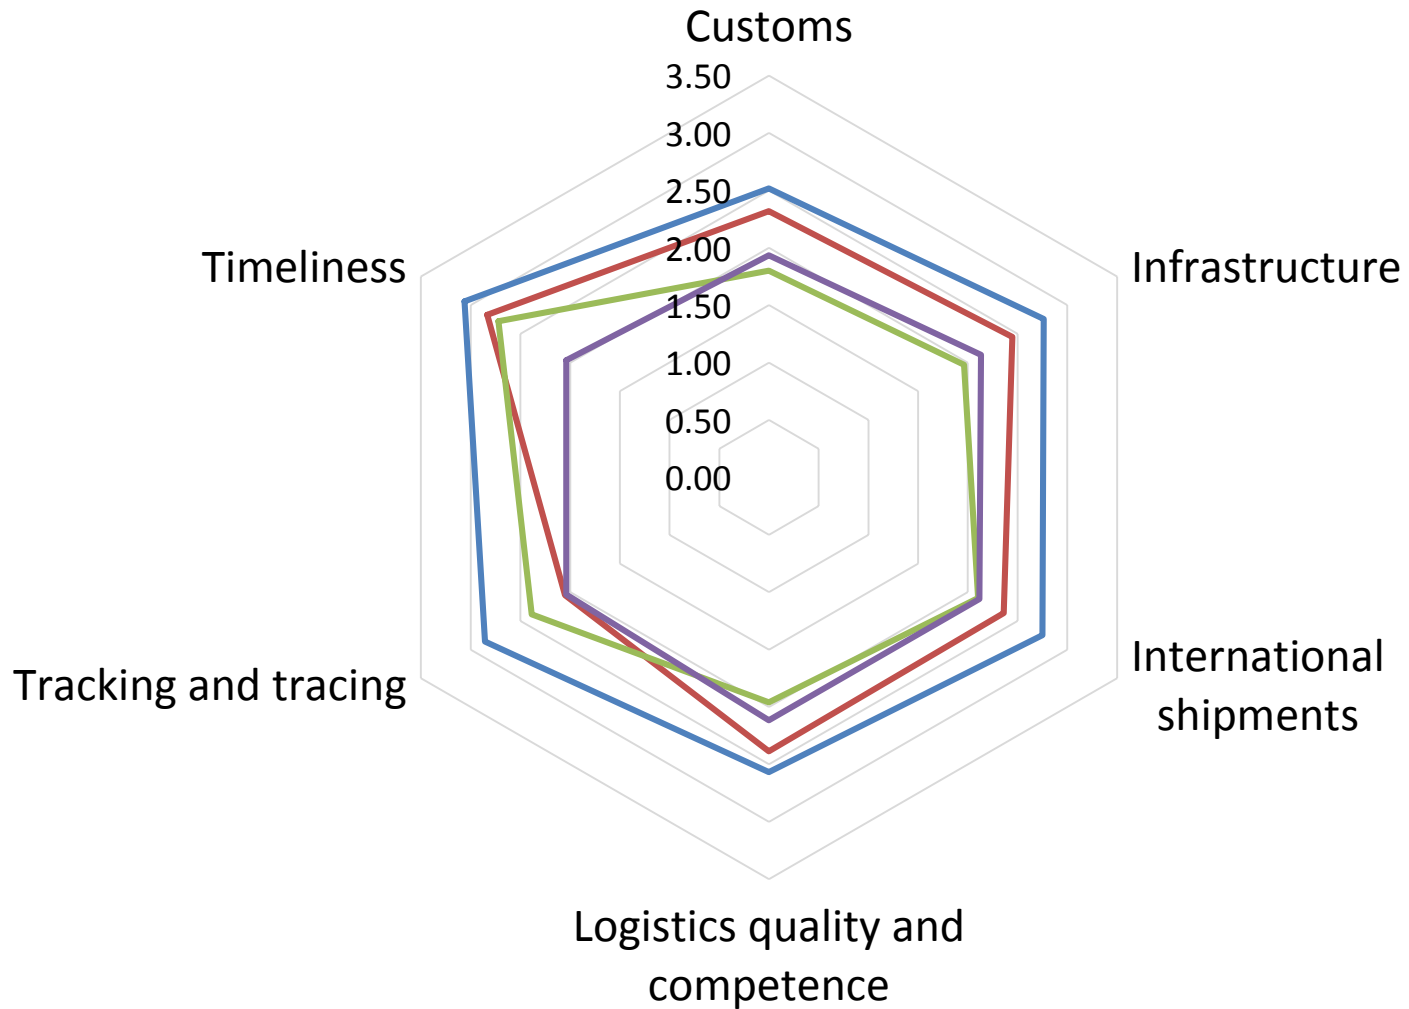 Customs
3.50
3.00
2.50
2.00
1.50
1.00
0.50
0.00
Timeliness
Infrastructure
Tracking and tracing
International
shipments
Logistics quality and
competence